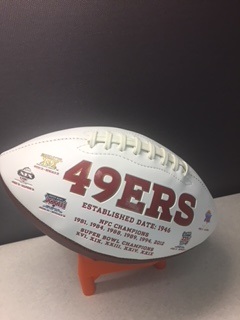 49ERS
ESTABLISHED DATE: 1946
NFC CHAMPIONS
1981, 1984, 1988, 1989, 1994, 2012
SUPER BOWL CHAMPIONS
XVI, XIX, XXIII, XXIV, XXIX